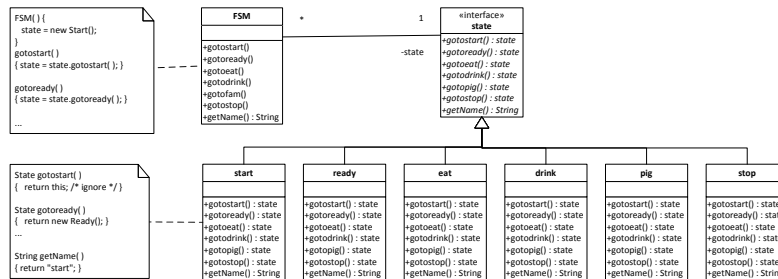 FSM( ) {
state = new Start();
}
gotostart( )
{ state = state.gotostart( ); }
gotoready( )
{ state = state.gotoready( ); }
...
FSM
+gotostart()
+gotoready()
+gotoeat()
+gotodrink()
+gotofam()
+gotostop()
+getName() : String
*
1
-state
«interface»
state
+gotostart() : state
+gotoready() : state
+gotoeat() : state
+gotodrink() : state
+gotopig() : state
+gotostop() : state
+getName() : String
State gotostart( )
{ return this; /* ignore */ }
State gotoready( )
{ return new Ready(); }
...
String getName( )
{ return "start"; }
start
+gotostart() : state
+gotoready() : state
+gotoeat() : state
+gotodrink() : state
+gotopig() : state
+gotostop() : state
+getName() : String
ready
+gotostart() : state
+gotoready() : state
+gotoeat() : state
+gotodrink() : state
+gotopig() : state
+gotostop() : state
+getName() : String
eat
+gotostart() : state
+gotoready() : state
+gotoeat() : state
+gotodrink() : state
+gotopig() : state
+gotostop() : state
+getName() : String
drink
+gotostart() : state
+gotoready() : state
+gotoeat() : state
+gotodrink() : state
+gotopig() : state
+gotostop() : state
+getName() : String
pig
+gotostart() : state
+gotoready() : state
+gotoeat() : state
+gotodrink() : state
+gotopig() : state
+gotostop() : state
+getName() : String
stop
+gotostart() : state
+gotoready() : state
+gotoeat() : state
+gotodrink() : state
+gotopig() : state
+gotostop() : state
+getName() : String